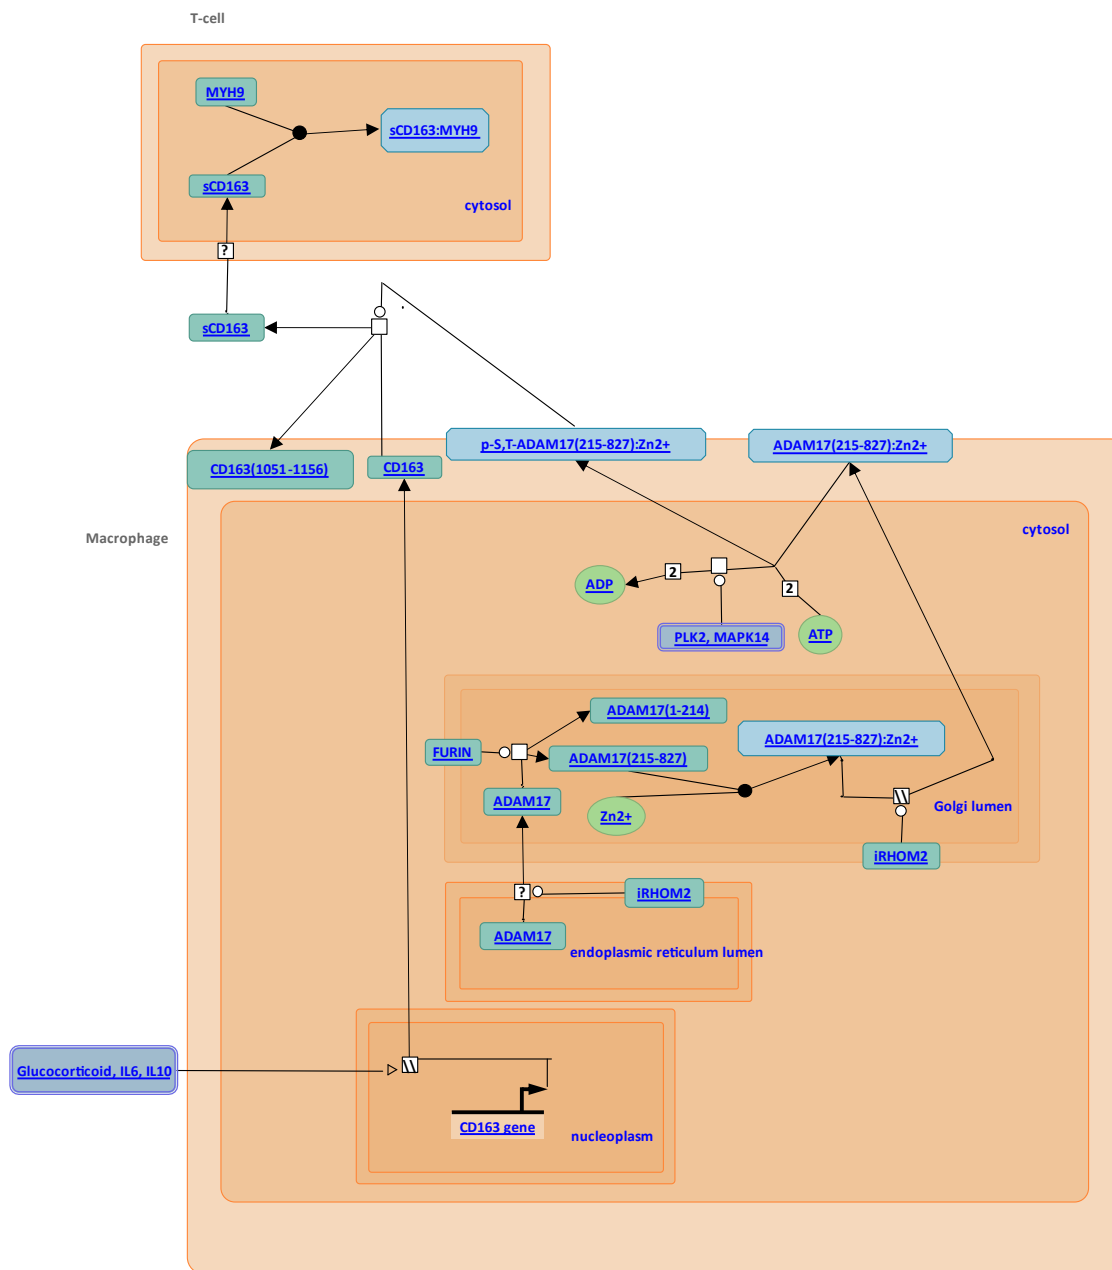 T-cell
MYH9
sCD163:MYH9
sCD163
cytosol
?
sCD163
p-S,T-ADAM17(215-827):Zn2+
ADAM17(215-827):Zn2+
CD163(1051-1156)
CD163
cytosol
Macrophage
2
ADP
2
PLK2, MAPK14
ATP
ADAM17(1-214)
FURIN
ADAM17(215-827)
ADAM17(215-827):Zn2+
ADAM17
Zn2+
Golgi lumen
iRHOM2
?
iRHOM2
ADAM17
endoplasmic reticulum lumen
Glucocorticoid, IL6, IL10
CD163 gene
nucleoplasm